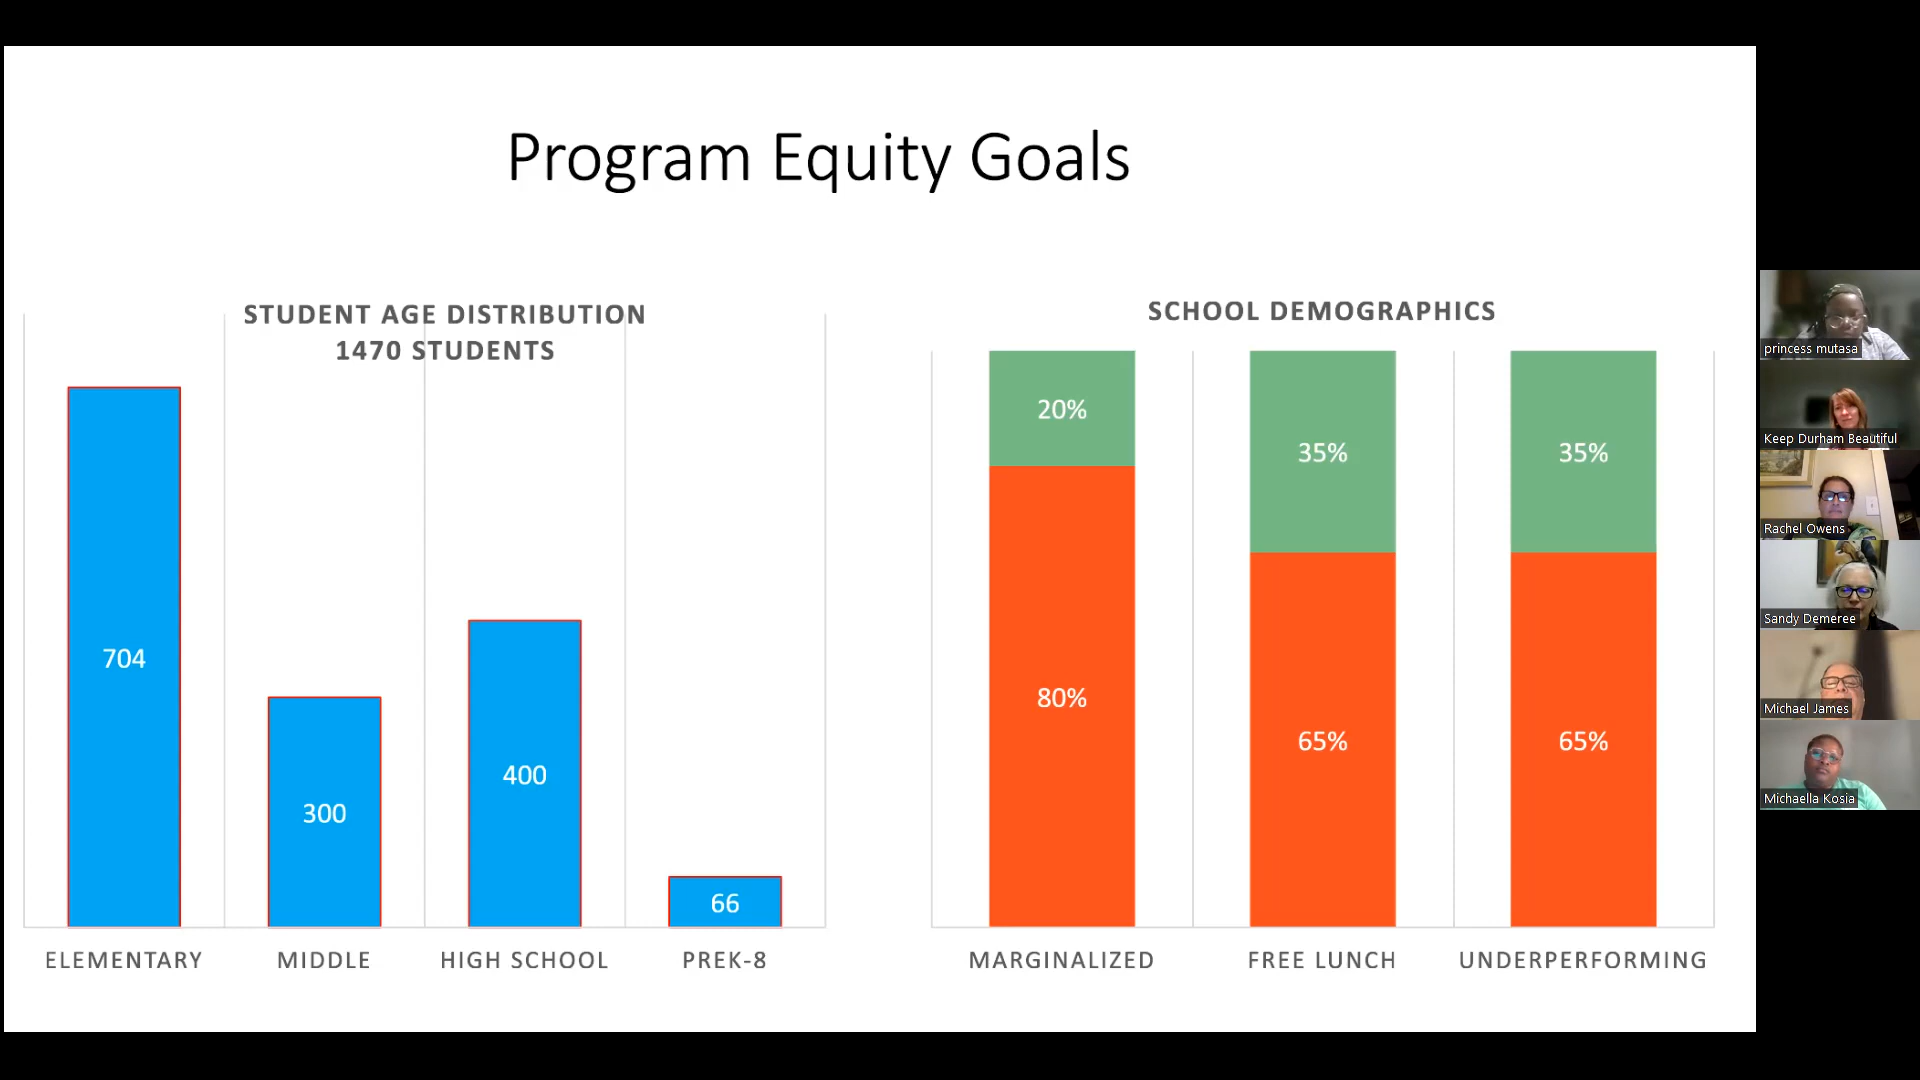 Program Equity Goals
STUDENT AGE DISTRIBUTION
1470 STUDENTS
704
300
400
66
ELEMENTARY
MIDDLE
HIGH SCHOOL
PREK-8
SCHOOL DEMOGRAPHICS
20%
35%
35%
80%
65%
65%
MARGINALIZED
FREE LUNCH
UNDERPERFORMING
princess mutasa
Keep Durham Beautiful
Rachel Owens
Sandy Demeree
Michael James
Michaella Kosia